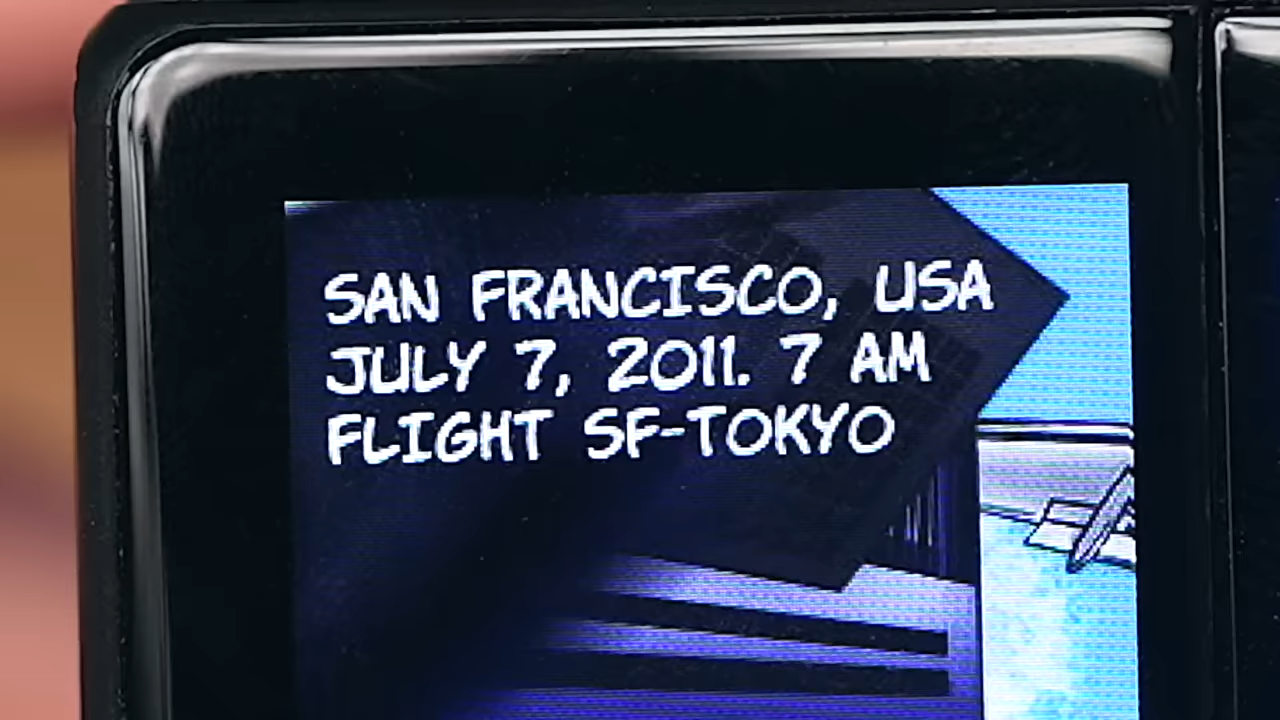 SAN FRANCISCO, USA
JULY 7, 2011. 7 AM
FLIGHT SF-TOKYO